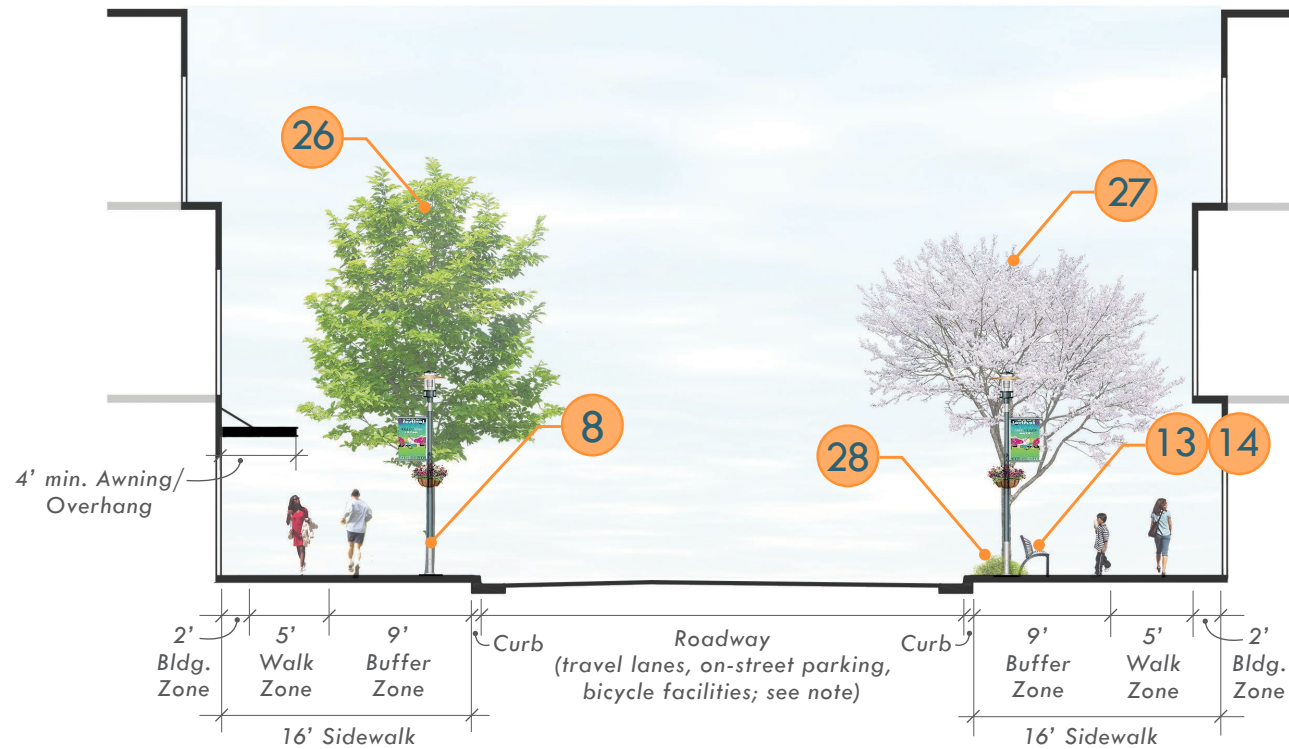 26
27
8
28
13
14
4' min. Awning/
Overhang
2'
Bldg.
Zone
5'
Walk
Zone
9'
Buffer
Zone
Curb
Roadway
(travel lanes, on-street parking,
bicycle facilities; see note)
Curb
9'
Buffer
Zone
5'
Walk
Zone
2'
Bldg.
Zone
16' Sidewalk
16' Sidewalk